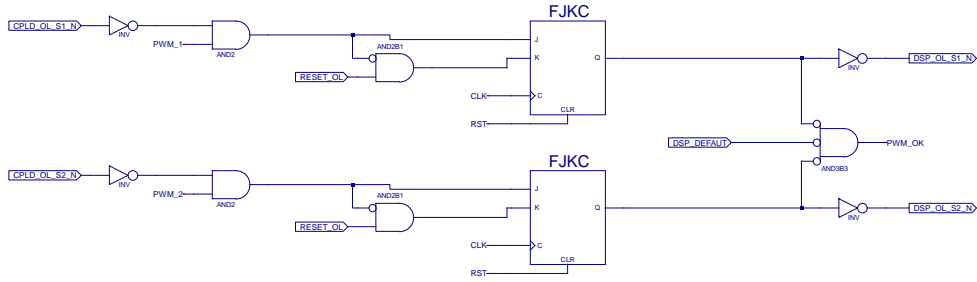 FJKC
CPLD_OL_S1_N
INV
PWM_1
AND2
AND2B1
RESET_OL
J
K
Q
CLK
C
CLR
RST
INV
DSP_OL_S1_N
DSP_DEFAUT
PWM_OK
AND3B3
FJKC
CPLD_OL_S2_N
INV
PWM_2
AND2
AND2B1
RESET_OL
J
K
Q
CLK
C
CLR
RST
INV
DSP_OL_S2_N